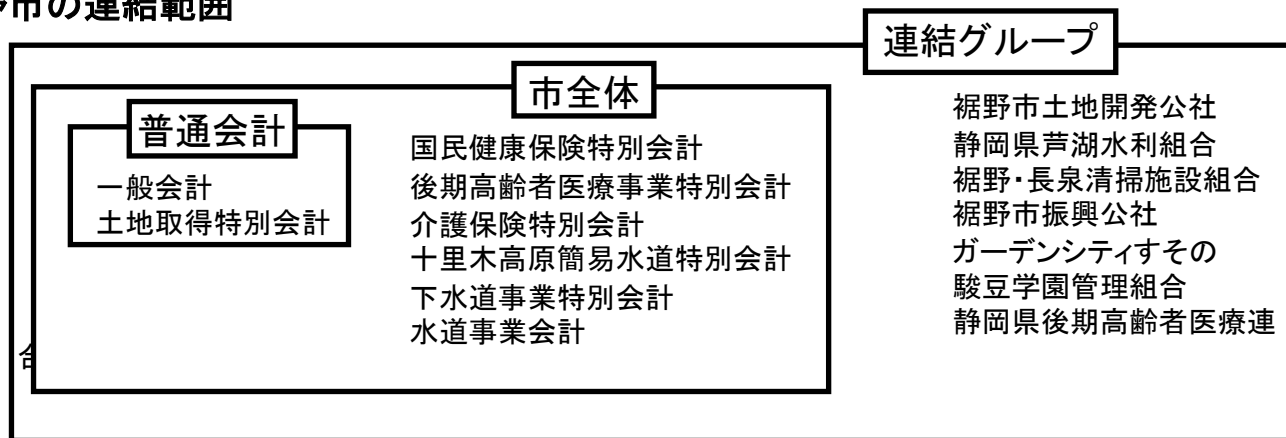 市の連結範囲
連結グループ
市全体
普通会計
一般会計
土地取得特別会計
国民健康保険特別会計
後期高齢者医療事業特別会計
介護保険特別会計
十里木高原簡易水道特別会計
下水道事業特別会計
水道事業会計
裾野市土地開発公社
静岡県芦湖水利組合
裾野・長泉清掃施設組合
裾野市振興公社
ガーデンシティすその
駿豆学園管理組合
静岡県後期高齢者医療連